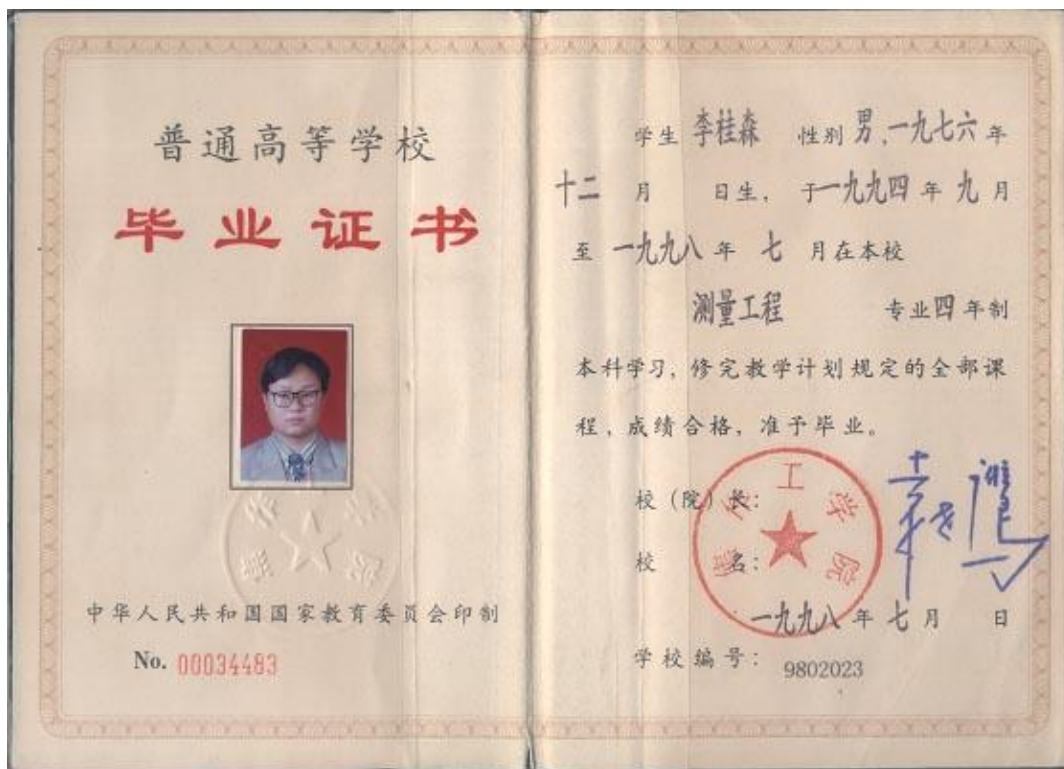 普通高等学校
毕业证书
中华人民共和国国家教育委员会印制
No. 00034483
学生 李桂森 性别 男,一九七六年
十二 月 日生, 于一九九四年九月
至 一九九八年 七 月在本校
测量工程 专业四年制
本科学习, 修完教学计划规定的全部课
程, 成绩合格, 准予毕业。
校(院)长:
校 名:
工学院
一九九八年七月 日
学校编号: 9802023